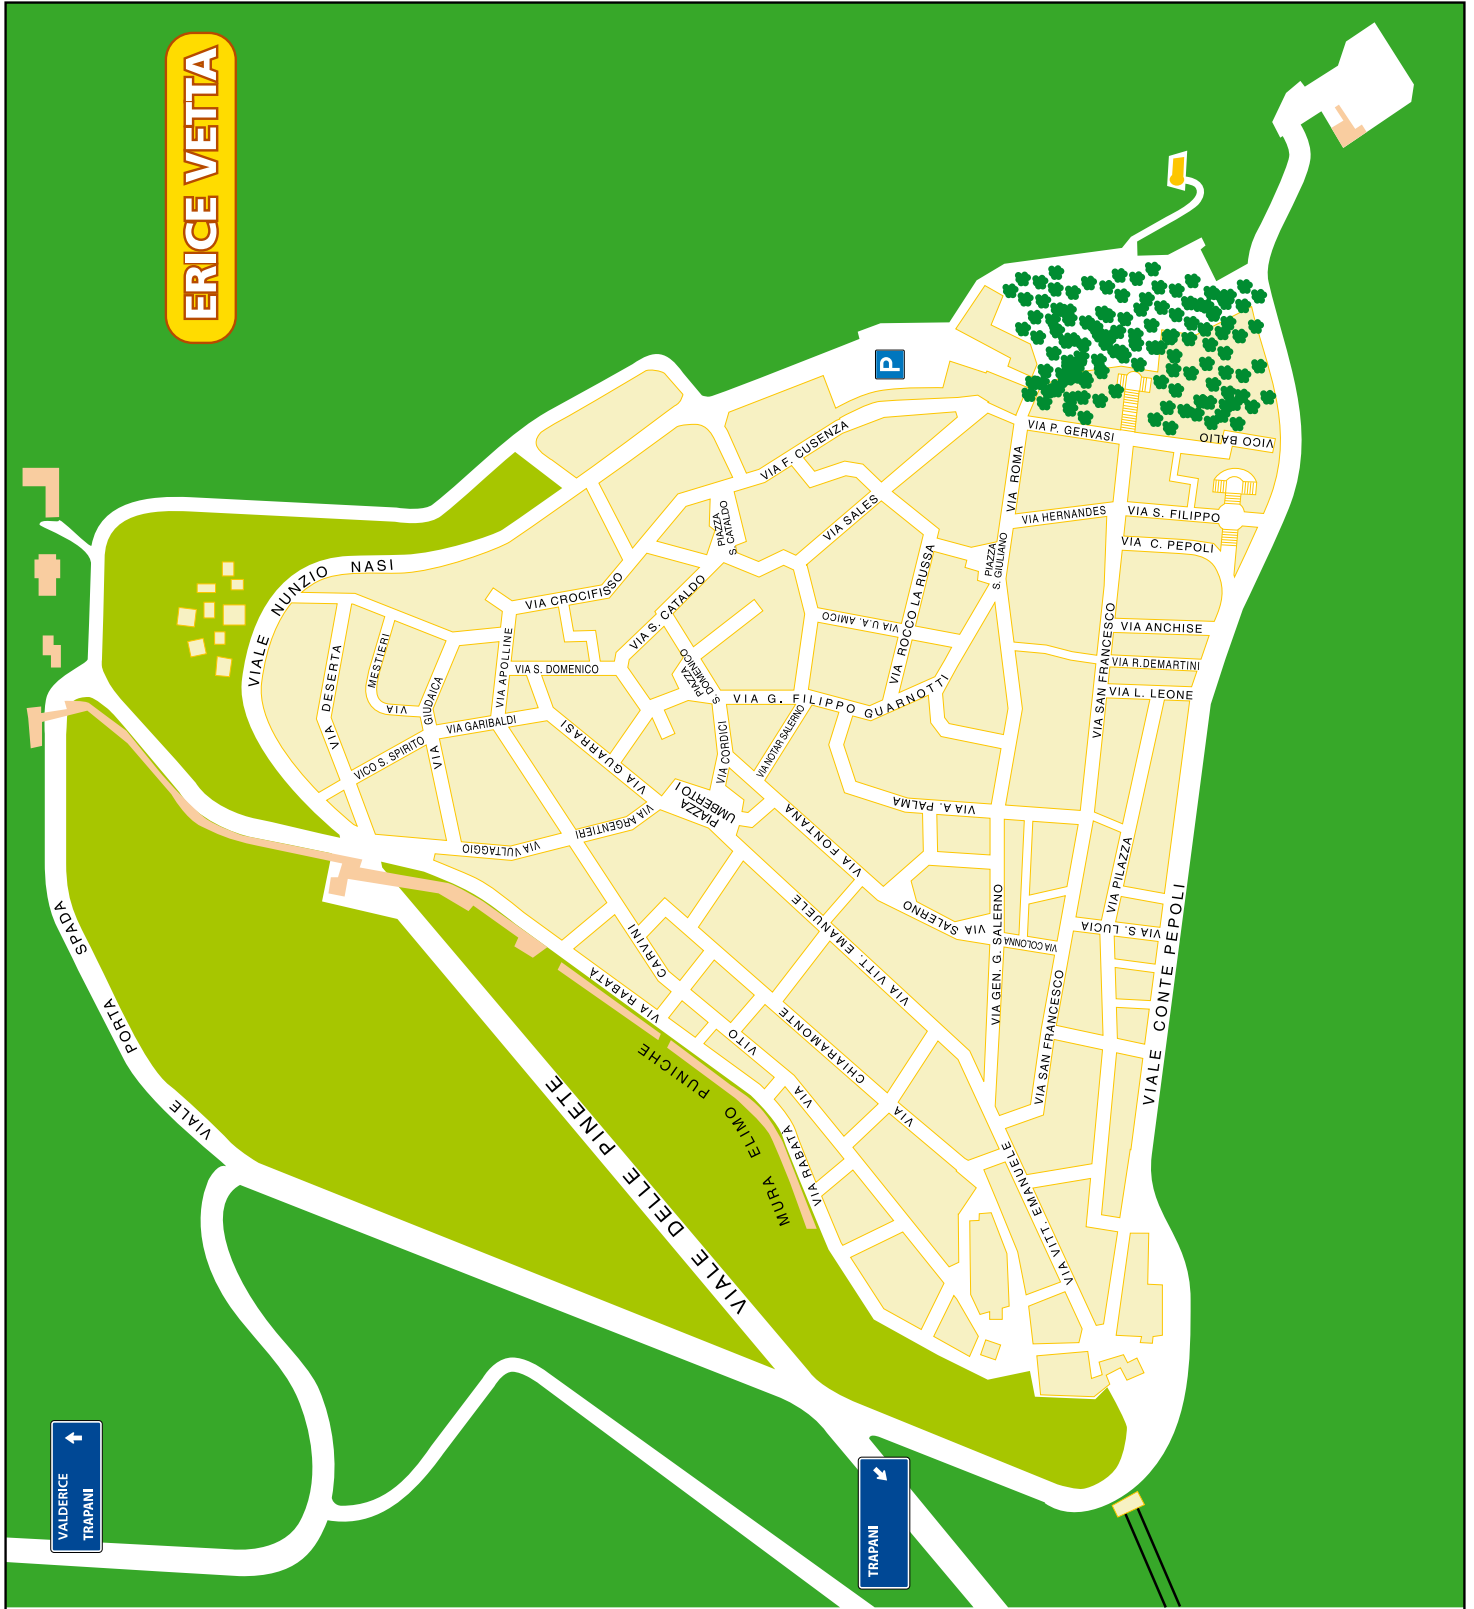 ERICE VETTA
P
VIALE NUNZIO NASI
VIA F. CUSENZA
VIA P. GERVASI
VICO BALIO
VIA ROMA
VIA HERNANDES
VIA S. FILIPPO
VIA C. PEPOLI
PIAZZA
S. CATALDO
VIA SALES
PIAZZA
S. GIULIANO
VIA CROCIFISO
VIA S. CATALDO
VIA U.A. AMICO
VIA ROCCO LA RUSSA
VIA ANCHISE
VIA R.DEMARTINI
VIA L. LEONE
VIA SAN FRANCESCO
VIA DESERTA
VIA MESTIERI
VIA GIUDAICA
VIA APOLLINE
VIA S. DOMENICO
PIAZZA
S. DOMENICO
VIA G. FILIPPO GUARNOTTI
VIA GARIBALDI
VICO S. SPIRITO
VIA GUARRASI
VIA CORDICI
VIA NOTAR SALERNO
PIAZZA
UMBERTO I
VIA ARGENTIERI
VIA VULTAGGIO
VIA A. PALMA
VIA FONTANA
VIA PILAZZA
VIA SALERNO
VIA GEN. G. SALERNO
VIA COLONNA
VIA S. LUCIA
VIALE CONTE PEPOLI
CARVINI
VIA RABATA
VIA VITT. EMANUELE
VIA CHIARAMONTE
VIA VITO
VIA SAN FRANCESCO
VIA RABATÀ
VIA VITT. EMANUELE
MURA ELIMO PUNICHE
VIALE DELLE PINETE
VIALE PORTA SPADA
VALDERICE
TRAPANI
TRAPANI